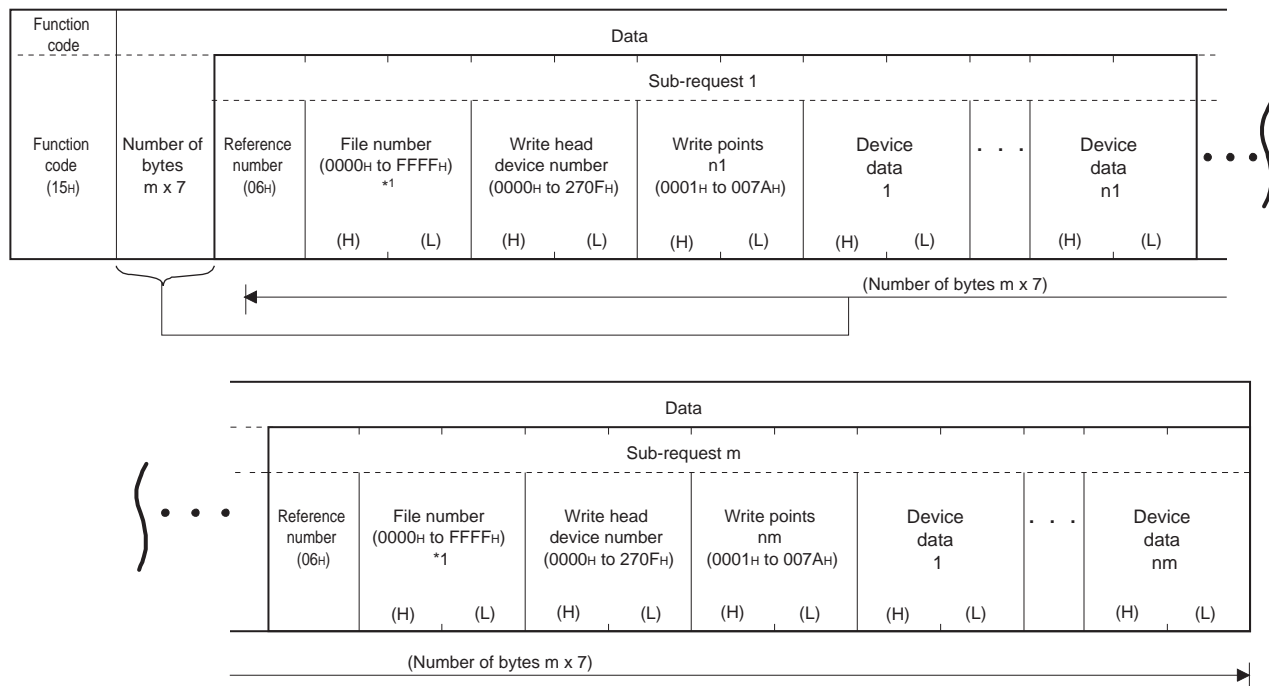 Function
code
Data
Sub-request 1
Function
code
(15H)
Number of
bytes
m x 7
Reference
number
(06H)
File number
(0000H to FFFFH)
*1
(H) (L)
Write head
device number
(0000H to 270FH)
(H) (L)
Write points
n1
(0001H to 007AH)
(H) (L)
Device
data
1
(H) (L)
. . .
Device
data
n1
(H) (L)
(Number of bytes m x 7)
Data
Sub-request m
Reference
number
(06H)
File number
(0000H to FFFFH)
*1
(H) (L)
Write head
device number
(0000H to 270FH)
(H) (L)
Write points
nm
(0001H to 007AH)
(H) (L)
Device
data
1
(H) (L)
. . .
Device
data
nm
(H) (L)
(Number of bytes m x 7)